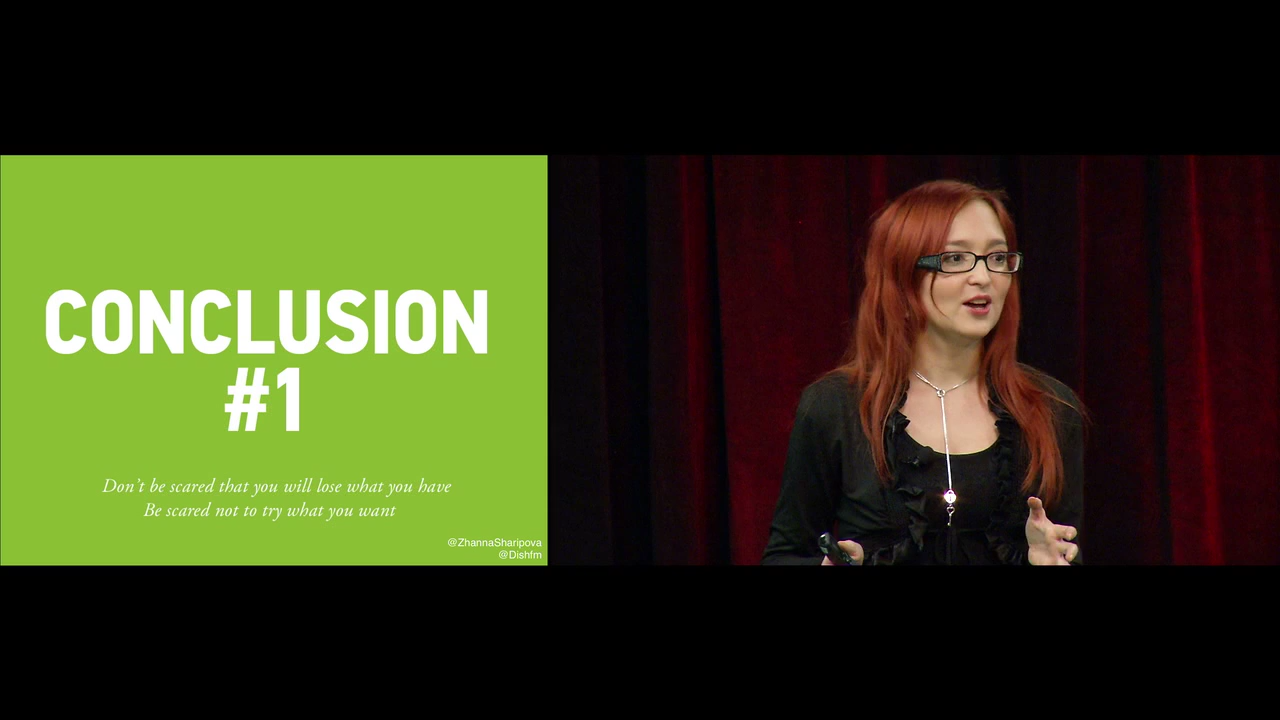 CONCLUSION
#1
Don't be scared that you will lose what you have
Be scared not to try what you want
@ZhannaSharipova
@Dishfm